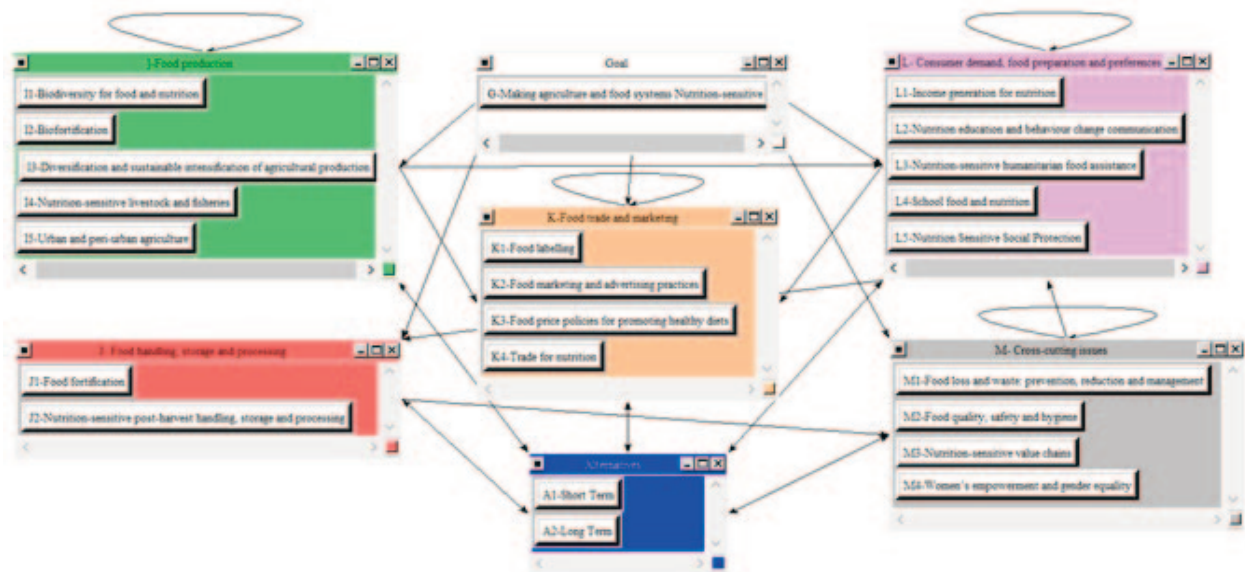 I-Food production
I1-Biodiversity for food and nutrition
I2-Biofortification
I3-Diversification and sustainable intensification of agricultural production
I4-Nutrition-sensitive livestock and fisheries
I5-Urban and peri-urban agriculture
Goal
G-Making agriculture and food systems Nutrition-sensitive
L- Consumer demand, food preparation and preferences
L1-Income generation for nutrition
L2-Nutrition education and behaviour change communication
L3-Nutrition-sensitive humanitarian food assistance
L4-School food and nutrition
L5-Nutrition Sensitive Social Protection
K-Food trade and marketing
K1-Food labelling
K2-Food marketing and advertising practices
K3-Food price policies for promoting healthy diets
K4-Trade for nutrition
J- Food handling, storage and processing
J1-Food fortification
J2-Nutrition-sensitive post-harvest handling, storage and processing
M- Cross-cutting issues
M1-Food loss and waste: prevention, reduction and management
M2-Food quality, safety and hygiene
M3-Nutrition-sensitive value chains
M4-Women's empowerment and gender equality
Alternatives
A1-Short Term
A2-Long Term